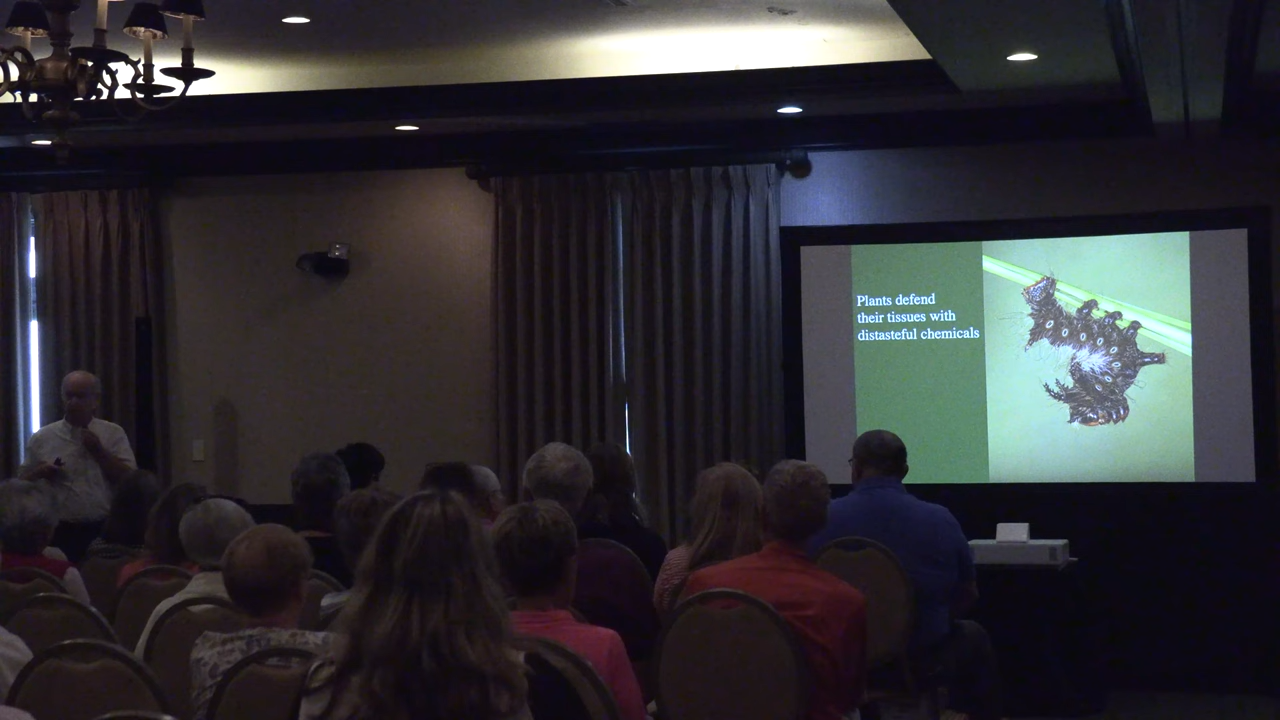 Plants defend
their tissues with
distasteful chemicals